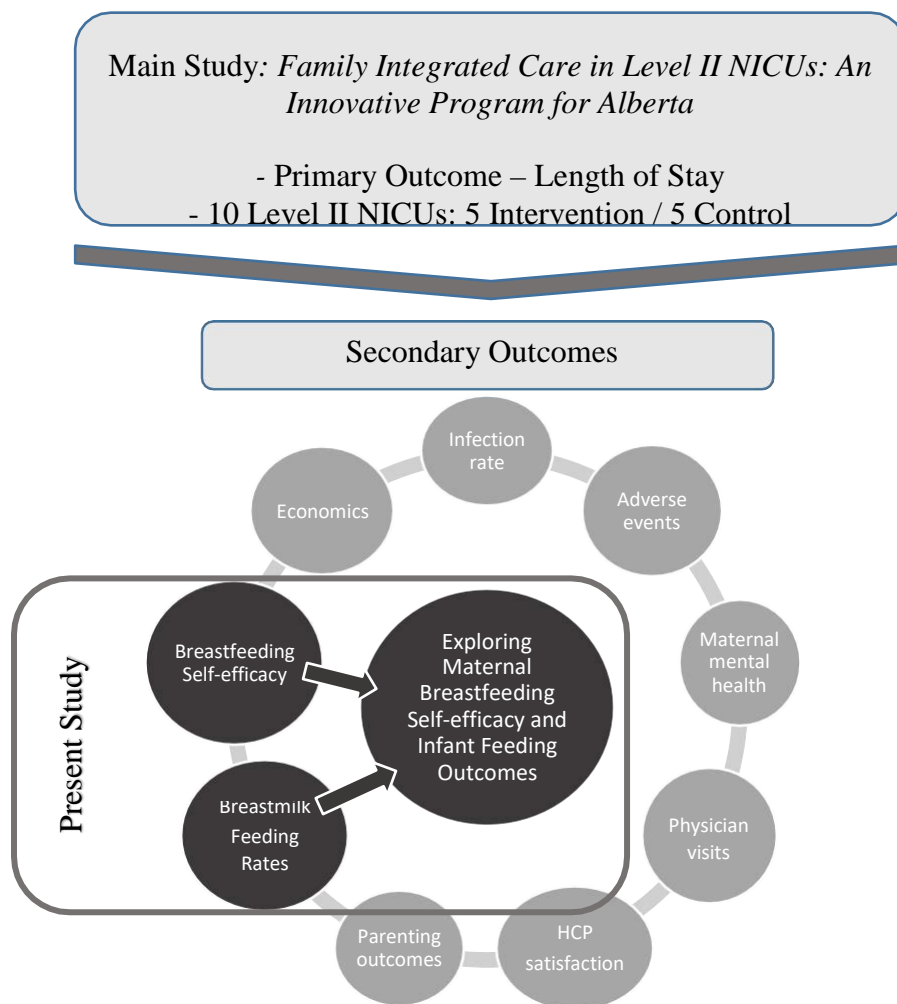 Main Study: Family Integrated Care in Level II NICUs: An
Innovative Program for Alberta
- Primary Outcome – Length of Stay
- 10 Level II NICUs: 5 Intervention / 5 Control
Secondary Outcomes
Infection
rate
Economics
Adverse
events
Present Study
Breastfeeding
Self-efficacy
Exploring
Maternal
Breastfeeding
Self-efficacy and
Infant Feeding
Outcomes
Maternal
mental
health
Breastmilk
Feeding
Rates
Physician
visits
Parenting
outcomes
HCP
satisfaction